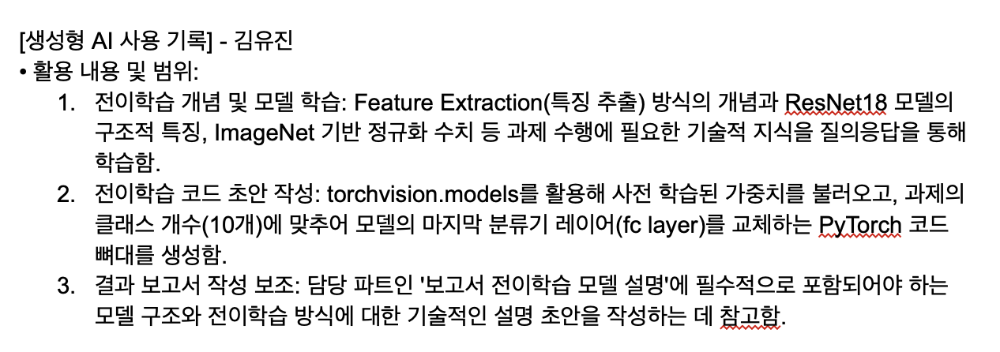 [생성형 AI 사용 기록] - 김유진
• 활용 내용 및 범위:
1. 전이학습 개념 및 모델 학습: Feature Extraction(특징 추출) 방식의 개념과 ResNet18 모델의
구조적 특징, ImageNet 기반 정규화 수치 등 과제 수행에 필요한 기술적 지식을 질의응답을 통해
학습함.
2. 전이학습 코드 초안 작성: torchvision.models를 활용해 사전 학습된 가중치를 불러오고, 과제의
클래스 개수(10개)에 맞추어 모델의 마지막 분류기 레이어(fc layer)를 교체하는 PyTorch 코드
뼈대를 생성함.
3. 결과 보고서 작성 보조: 담당 파트인 '보고서 전이학습 모델 설명'에 필수적으로 포함되어야 하는
모델 구조와 전이학습 방식에 대한 기술적인 설명 초안을 작성하는 데 참고함.